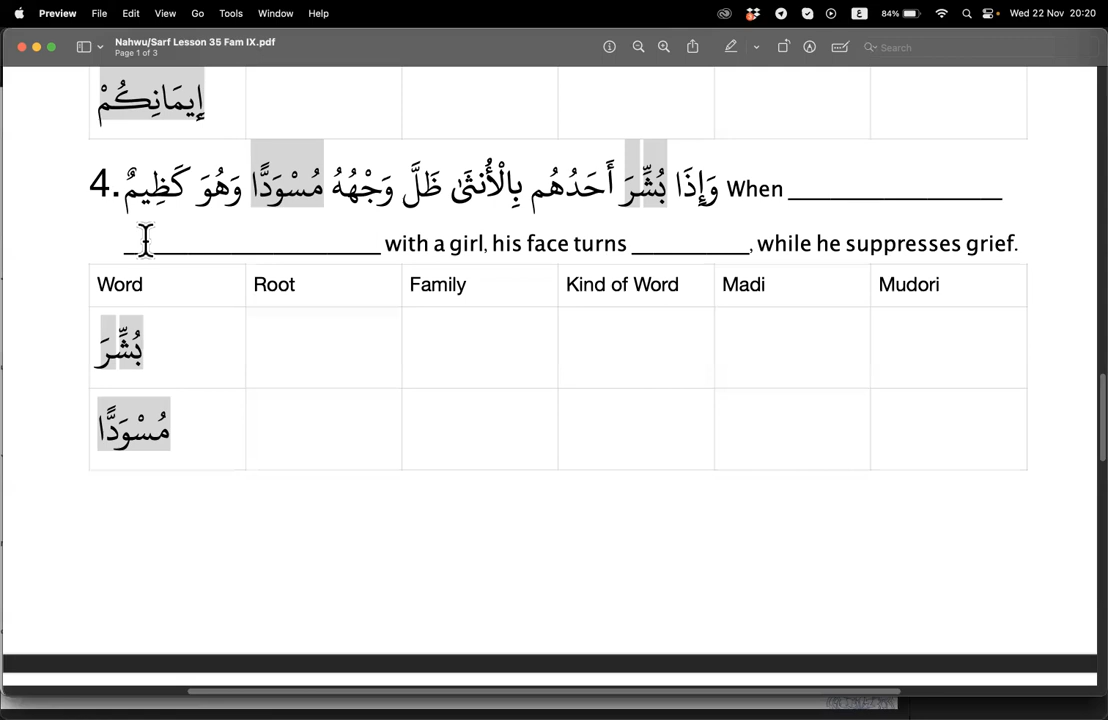 Preview File Edit View Go Tools Window Help 84% Wed 22 Nov 20:20
Nahwu/Sarf Lesson 35 Fam IX.pdf
Page 1 of 3
Search
إِيمَانِكُمْ
4. وَإِذَا بُشِّرَ أَحَدُهُم بِالْأُنثَىٰ ظَلَّ وَجْهُهُ مُسْوَدًّا وَهُوَ كَظِيمٌ When ____________________
________________________ with a girl, his face turns ___________, while he suppresses grief.
Word Root Family Kind of Word Madi Mudori
بُشِّرَ
مُسْوَدًّا